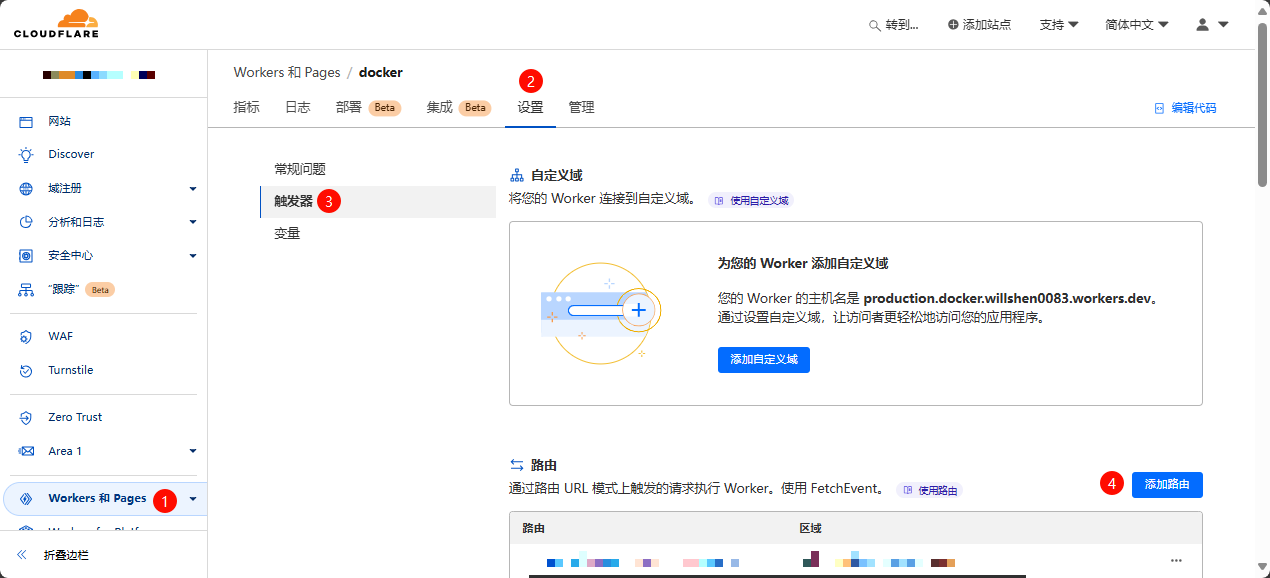 CLOUDFLARE
转到...
添加站点
支持
简体中文
网站
Discover
域注册
分析和日志
安全中心
“跟踪” Beta
WAF
Turnstile
Zero Trust
Area 1
Workers 和 Pages 1
折叠边栏
Workers 和 Pages / docker
2
指标 日志 部署 Beta 集成 Beta 设置 管理
编辑代码
常规问题
触发器 3
变量
自定义域
将您的 Worker 连接到自定义域。 使用自定义域
为您的 Worker 添加自定义域
您的 Worker 的主机名是 production.docker.willshen0083.workers.dev。
通过设置自定义域，让访问者更轻松地访问您的应用程序。
添加自定义域
路由
通过路由 URL 模式上触发的请求执行 Worker。使用 FetchEvent。 使用路由
4 添加路由
路由 区域